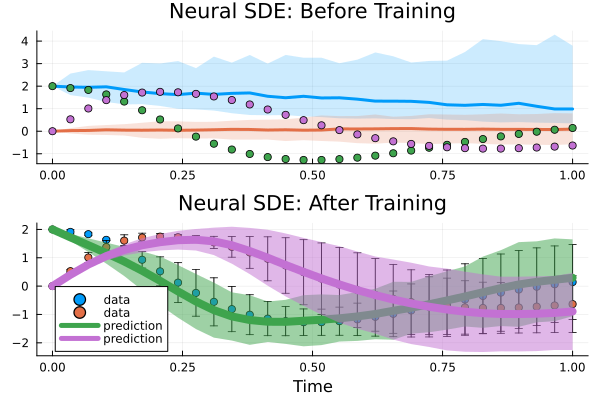 Neural SDE: Before Training
4
3
2
1
0
−1
0.00 0.25 0.50 0.75 1.00
Neural SDE: After Training
2
1
0
−1
−2
data
data
prediction
prediction
0.00 0.25 0.50 0.75 1.00
Time